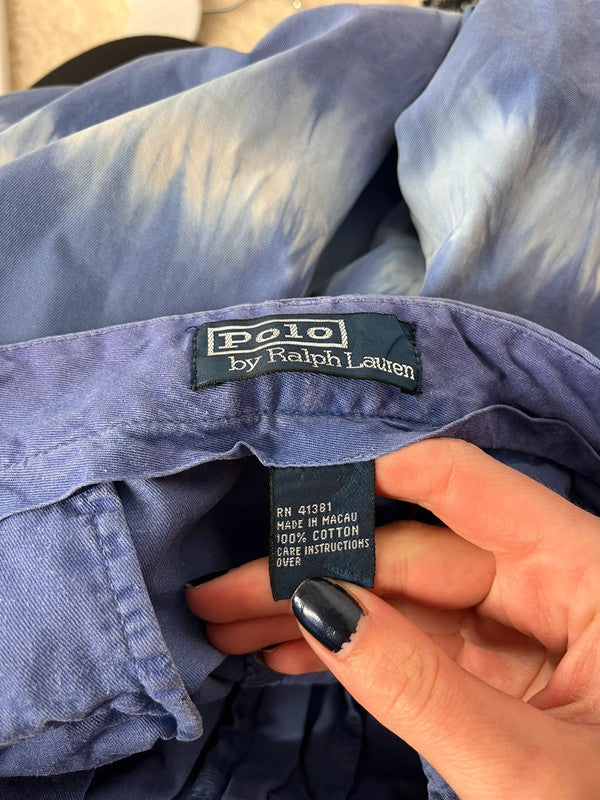 Polo
by Ralph Lauren
RN 41381
MADE IN MACAU
100% COTTON
CARE INSTRUCTIONS
OVER